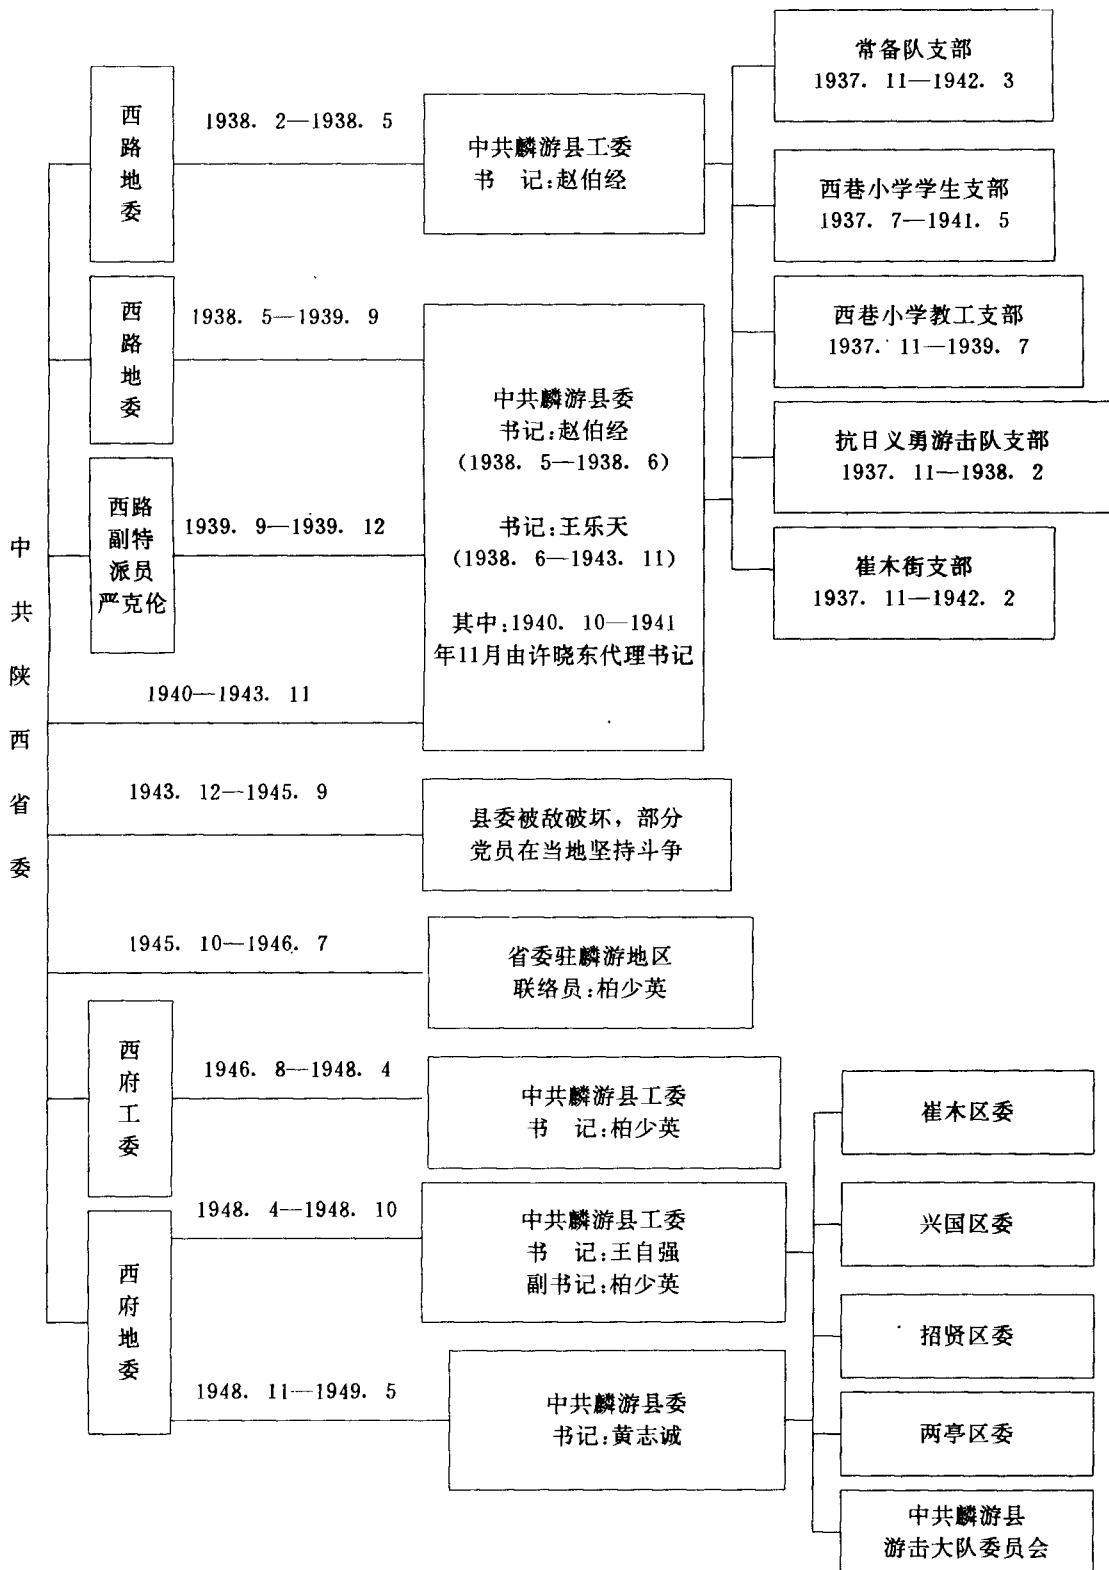 中共陕西省委
西路地委
1938. 2—1938. 5
中共麟游县工委
书 记:赵伯经
常备队支部
1937. 11—1942. 3
西巷小学学生支部
1937. 7—1941. 5
西巷小学教工支部
1937. 11—1939. 7
抗日义勇游击队支部
1937. 11—1938. 2
崔木街支部
1937. 11—1942. 2
西路地委
1938. 5—1939. 9
西路
副特
派员
严克伦
1939. 9—1939. 12
中共麟游县委
书记:赵伯经
(1938. 5—1938. 6)
书记:王乐天
(1938. 6—1943. 11)
其中:1940. 10—1941
年11月由许晓东代理书记
1940—1943. 11
1943. 12—1945. 9
县委被敌破坏，部分
党员在当地坚持斗争
1945. 10—1946. 7
省委驻麟游地区
联络员:柏少英
西府工委
1946. 8—1948. 4
中共麟游县工委
书 记:柏少英
西府地委
1948. 4—1948. 10
中共麟游县工委
书 记:王自强
副书记:柏少英
1948. 11—1949. 5
中共麟游县委
书记:黄志诚
崔木区委
兴国区委
招贤区委
两亭区委
中共麟游县
游击大队委员会